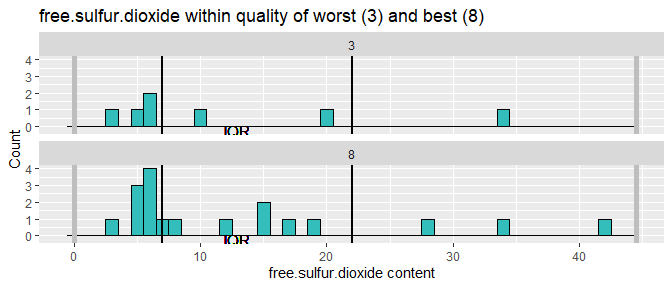 free.sulfur.dioxide within quality of worst (3) and best (8)
3
4
3
2
1
0
IQR
Count
8
4
3
2
1
0
IQR
0 10 20 30 40
free.sulfur.dioxide content